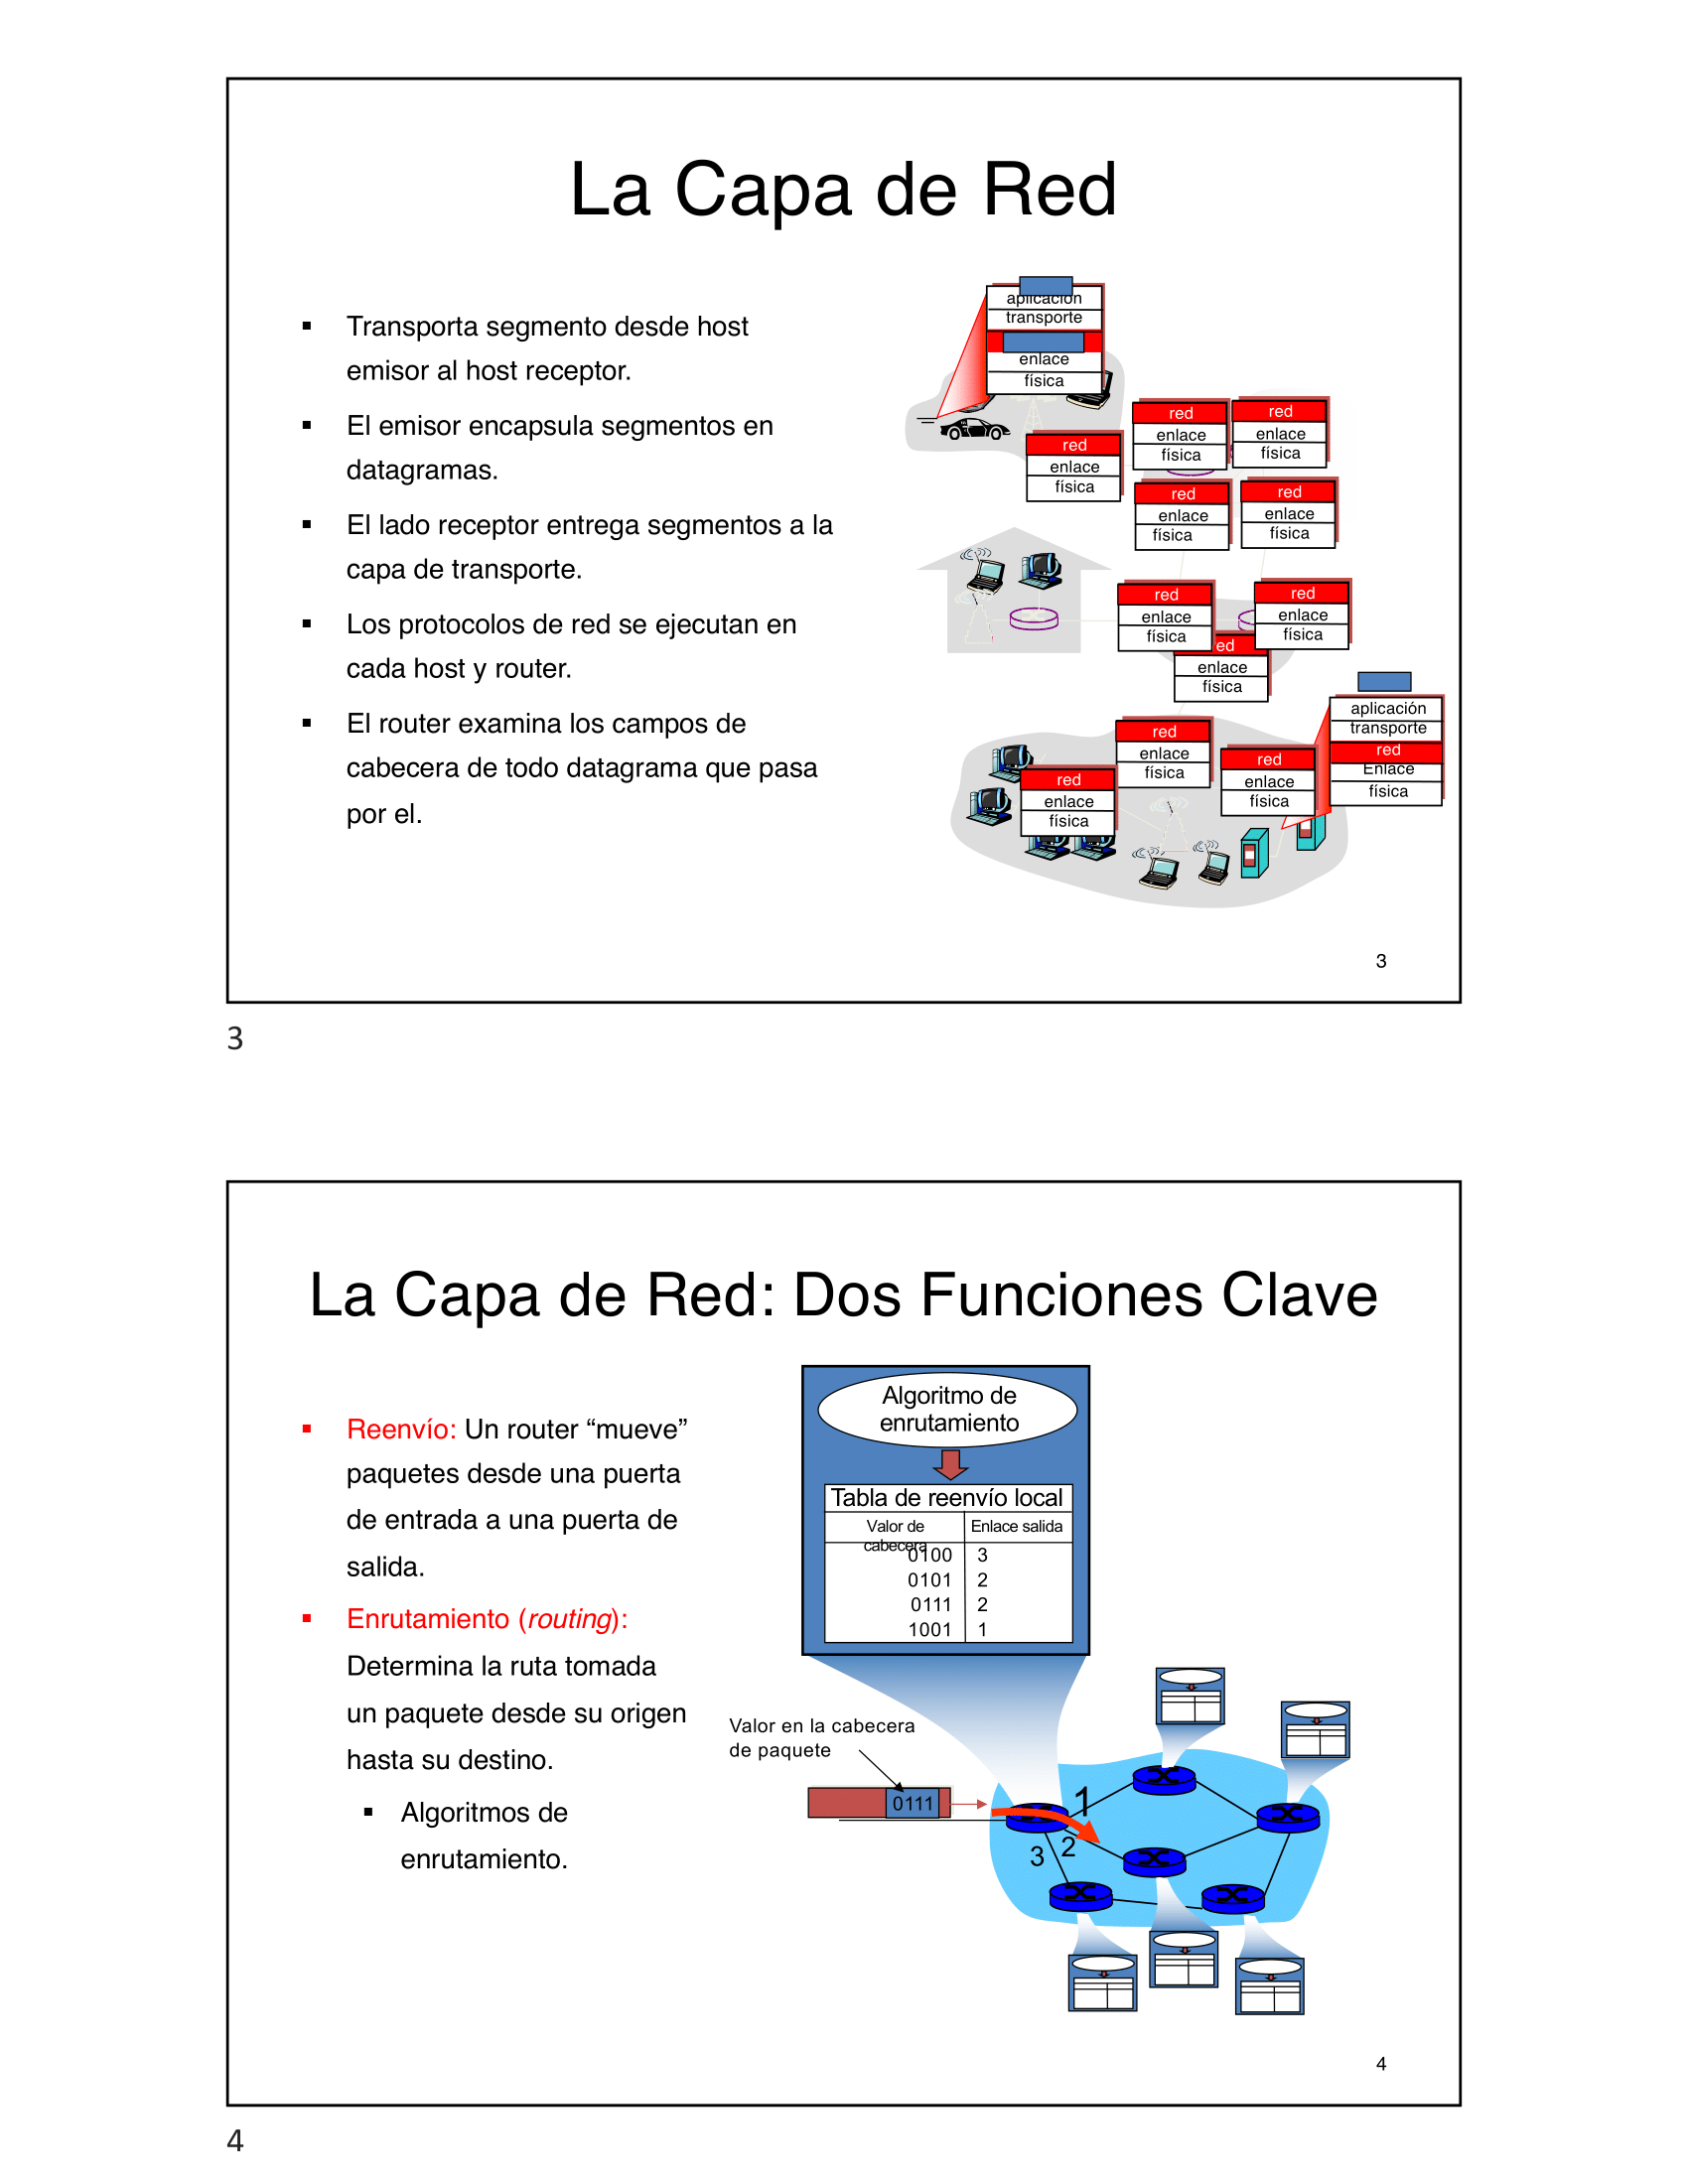 La Capa de Red
▪ Transporta segmento desde host
emisor al host receptor.
▪ El emisor encapsula segmentos en
datagramas.
▪ El lado receptor entrega segmentos a la
capa de transporte.
▪ Los protocolos de red se ejecutan en
cada host y router.
▪ El router examina los campos de
cabecera de todo datagrama que pasa
por el.
aplicación
transporte
enlace
física
red
enlace
física
red
enlace
física
red
enlace
física
red
enlace
física
red
enlace
física
red
enlace
física
red
enlace
física
enlace
física
red
enlace
física
red
enlace
física
red
enlace
física
aplicación
transporte
red
Enlace
física
3
3
La Capa de Red: Dos Funciones Clave
▪ Reenvío: Un router “mueve”
paquetes desde una puerta
de entrada a una puerta de
salida.
▪ Enrutamiento (routing):
Determina la ruta tomada
un paquete desde su origen
hasta su destino.
▪ Algoritmos de
enrutamiento.
Algoritmo de
enrutamiento
Tabla de reenvío local
Valor de Enlace salida
cabecera
0100 3
0101 2
0111 2
1001 1
Valor en la cabecera
de paquete
0111
1
2
3
4
4